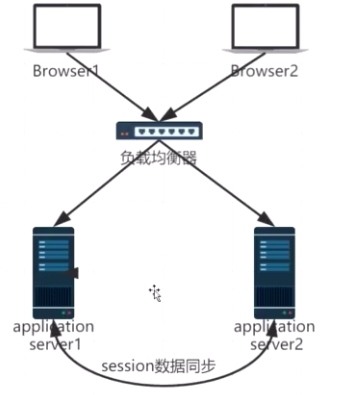 Browser1
Browser2
负载均衡器
application
server1
application
server2
session数据同步